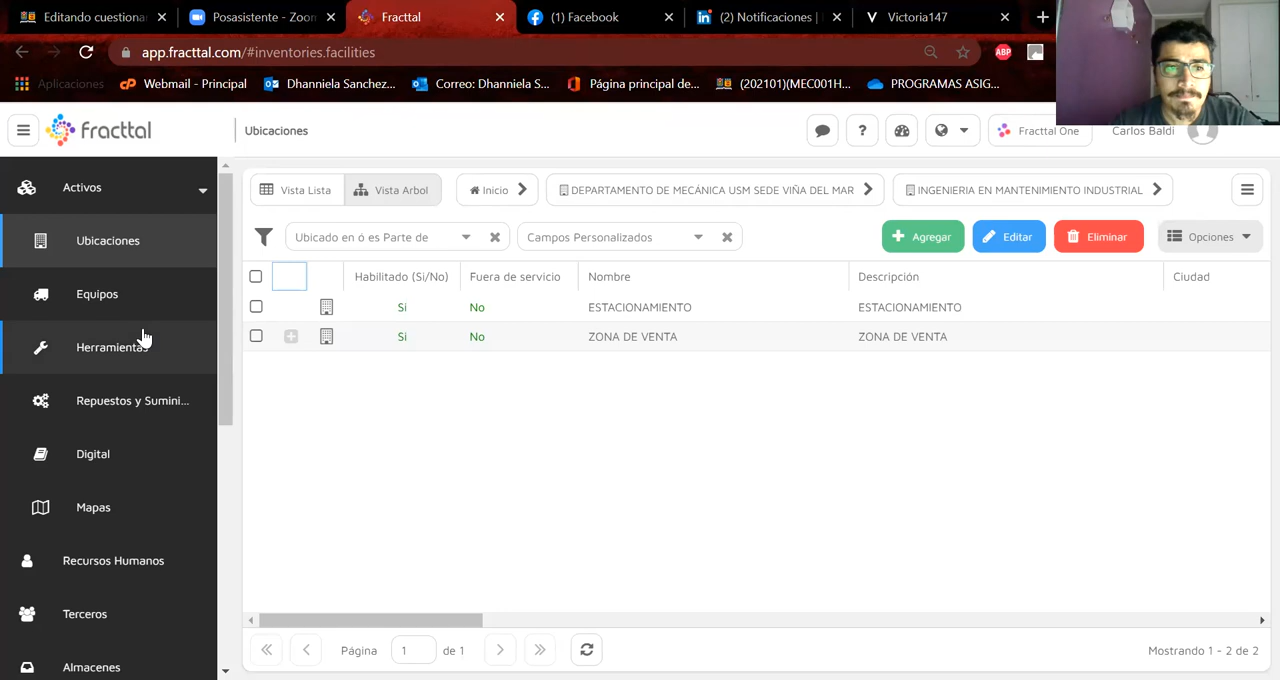 Editando cuestionar
Posasistente - Zoom
Fracttal
(1) Facebook
(2) Notificaciones |
Victoria147
app.fracttal.com/#inventories.facilities
ABP
Aplicaciones
Webmail - Principal
Dhanniela Sanchez...
Correo: Dhanniela S...
Página principal de...
(202101)(MEC001H...
PROGRAMAS ASIG...
fracttal
Ubicaciones
?
Fracttal One
Carlos Baldi
Activos
Ubicaciones
Equipos
Herramientas
Repuestos y Sumini...
Digital
Mapas
Recursos Humanos
Terceros
Almacenes
Vista Lista
Vista Arbol
Inicio
DEPARTAMENTO DE MECÁNICA USM SEDE VIÑA DEL MAR
INGENIERIA EN MANTENIMIENTO INDUSTRIAL
Ubicado en ó es Parte de
Campos Personalizados
Agregar
Editar
Eliminar
Opciones
Habilitado (Si/No) Fuera de servicio Nombre Descripción Ciudad
Sí No ESTACIONAMIENTO ESTACIONAMIENTO
Si No ZONA DE VENTA ZONA DE VENTA
Página 1 de 1
Mostrando 1 - 2 de 2